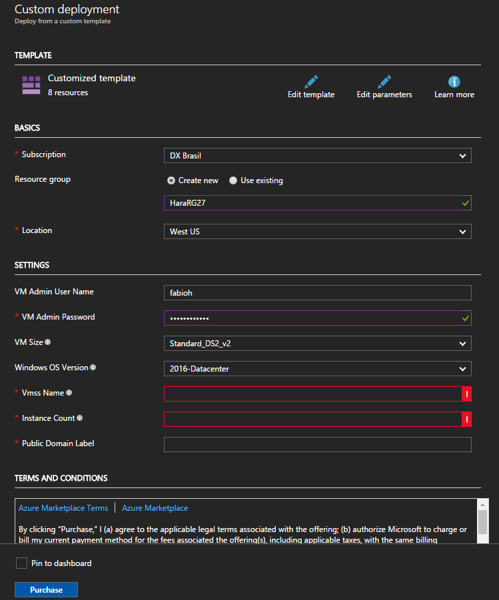 Custom deployment
Deploy from a custom template
TEMPLATE
Customized template
8 resources
Edit template
Edit parameters
Learn more
BASICS
* Subscription
DX Brasil
Resource group
Create new
Use existing
HaraRG27
* Location
West US
SETTINGS
VM Admin User Name
fabioh
* VM Admin Password
••••••••••••
VM Size
Standard_DS2_v2
Windows OS Version
2016-Datacenter
* Vmss Name
* Instance Count
* Public Domain Label
TERMS AND CONDITIONS
Azure Marketplace Terms | Azure Marketplace
By clicking "Purchase," I (a) agree to the applicable legal terms associated with the offering; (b) authorize Microsoft to charge or
bill my current payment method for the fees associated the offering(s), including applicable taxes, with the same billing
Pin to dashboard
Purchase